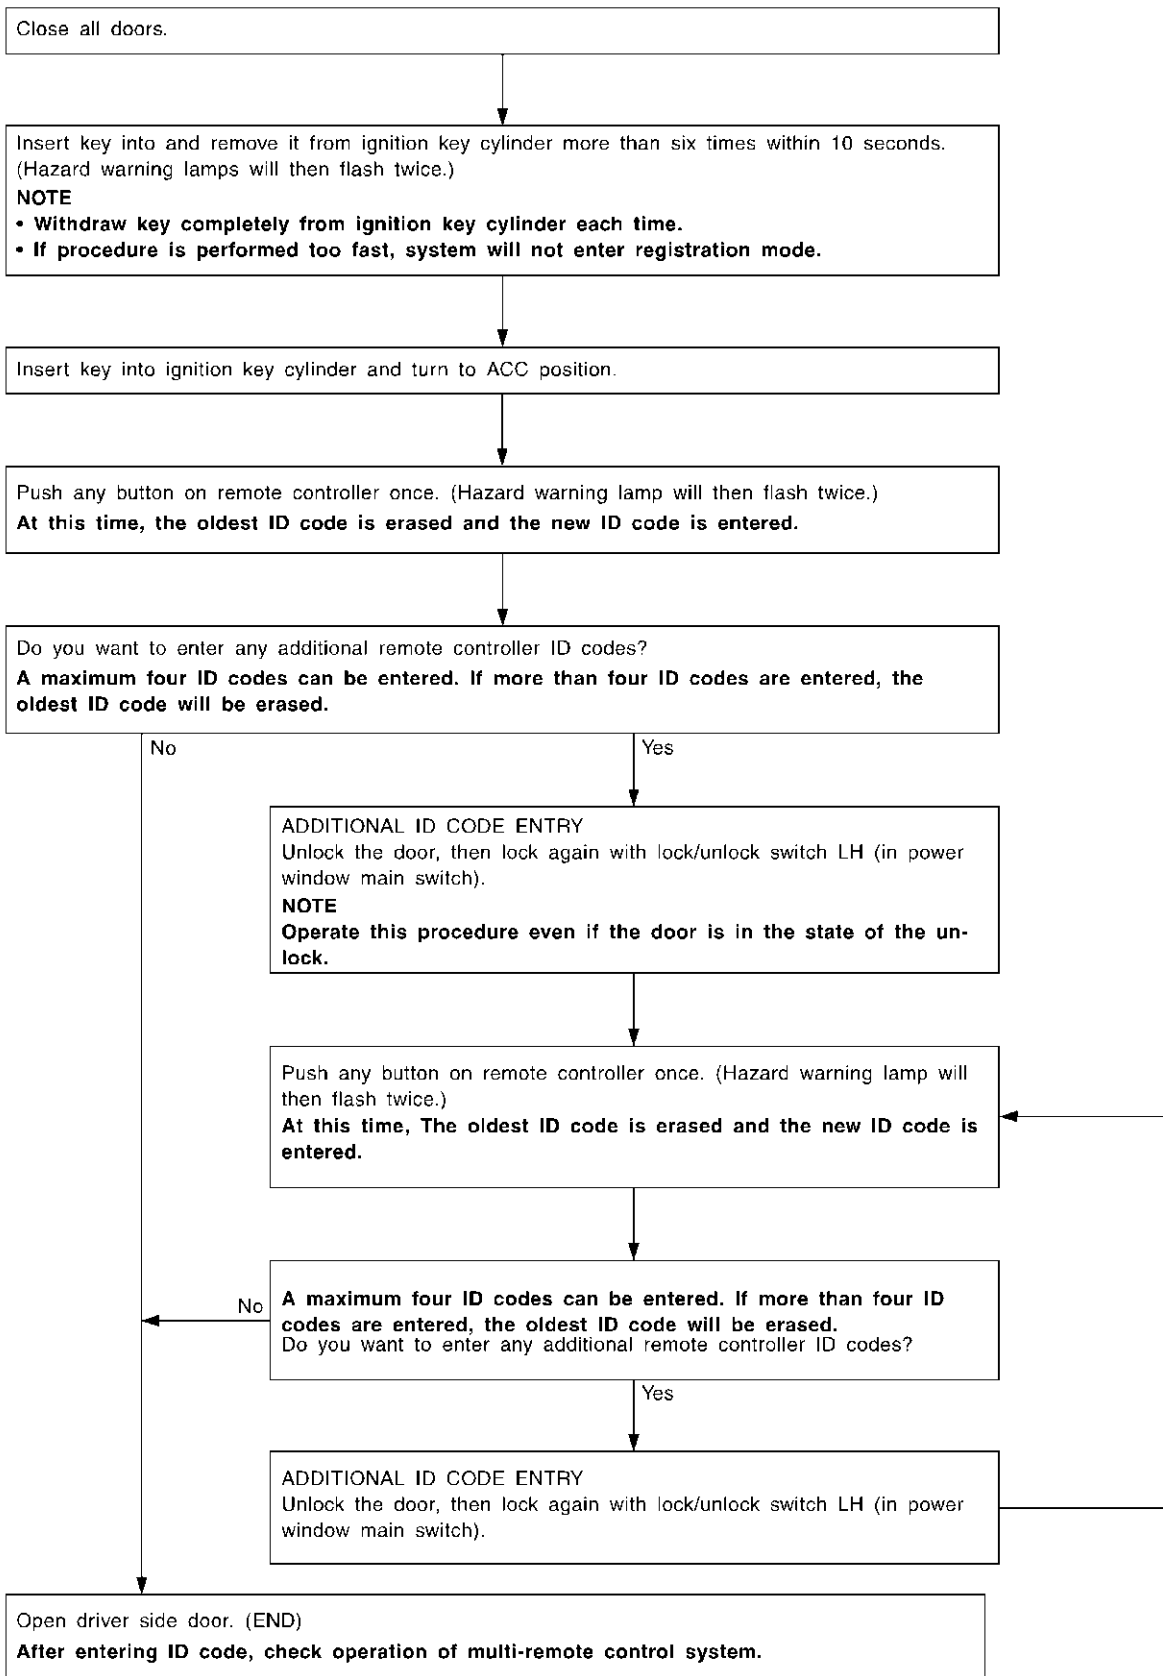 Close all doors.
Insert key into and remove it from ignition key cylinder more than six times within 10 seconds.
(Hazard warning lamps will then flash twice.)
NOTE
• Withdraw key completely from ignition key cylinder each time.
• If procedure is performed too fast, system will not enter registration mode.
Insert key into ignition key cylinder and turn to ACC position.
Push any button on remote controller once. (Hazard warning lamp will then flash twice.)
At this time, the oldest ID code is erased and the new ID code is entered.
Do you want to enter any additional remote controller ID codes?
A maximum four ID codes can be entered. If more than four ID codes are entered, the
oldest ID code will be erased.
No
Yes
ADDITIONAL ID CODE ENTRY
Unlock the door, then lock again with lock/unlock switch LH (in power
window main switch).
NOTE
Operate this procedure even if the door is in the state of the un-
lock.
Push any button on remote controller once. (Hazard warning lamp will
then flash twice.)
At this time, The oldest ID code is erased and the new ID code is
entered.
No
A maximum four ID codes can be entered. If more than four ID
codes are entered, the oldest ID code will be erased.
Do you want to enter any additional remote controller ID codes?
Yes
ADDITIONAL ID CODE ENTRY
Unlock the door, then lock again with lock/unlock switch LH (in power
window main switch).
Open driver side door. (END)
After entering ID code, check operation of multi-remote control system.